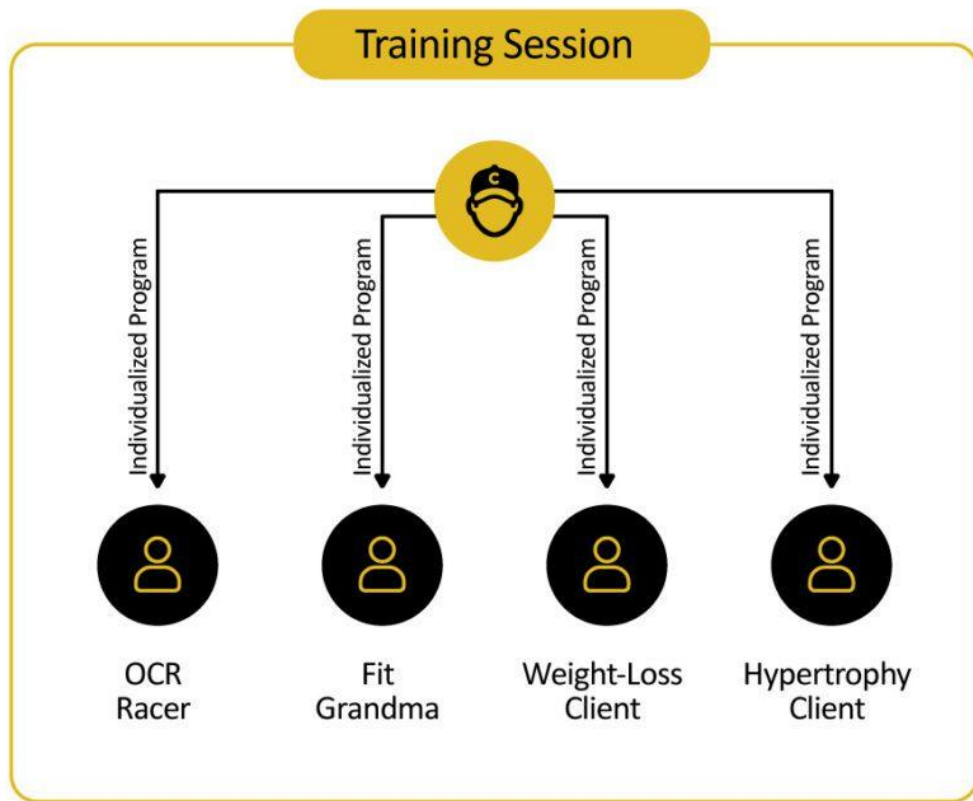 Training Session
C
Individualized Program
Individualized Program
Individualized Program
Individualized Program
OCR
Racer
Fit
Grandma
Weight-Loss
Client
Hypertrophy
Client